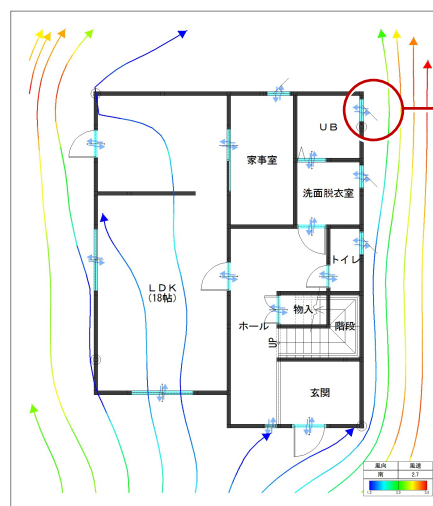 UB
家事室
洗面脱衣室
トイレ
LDK
(18帖)
物入
ホール
階段
UP
玄関
風向 風速
南 2.7